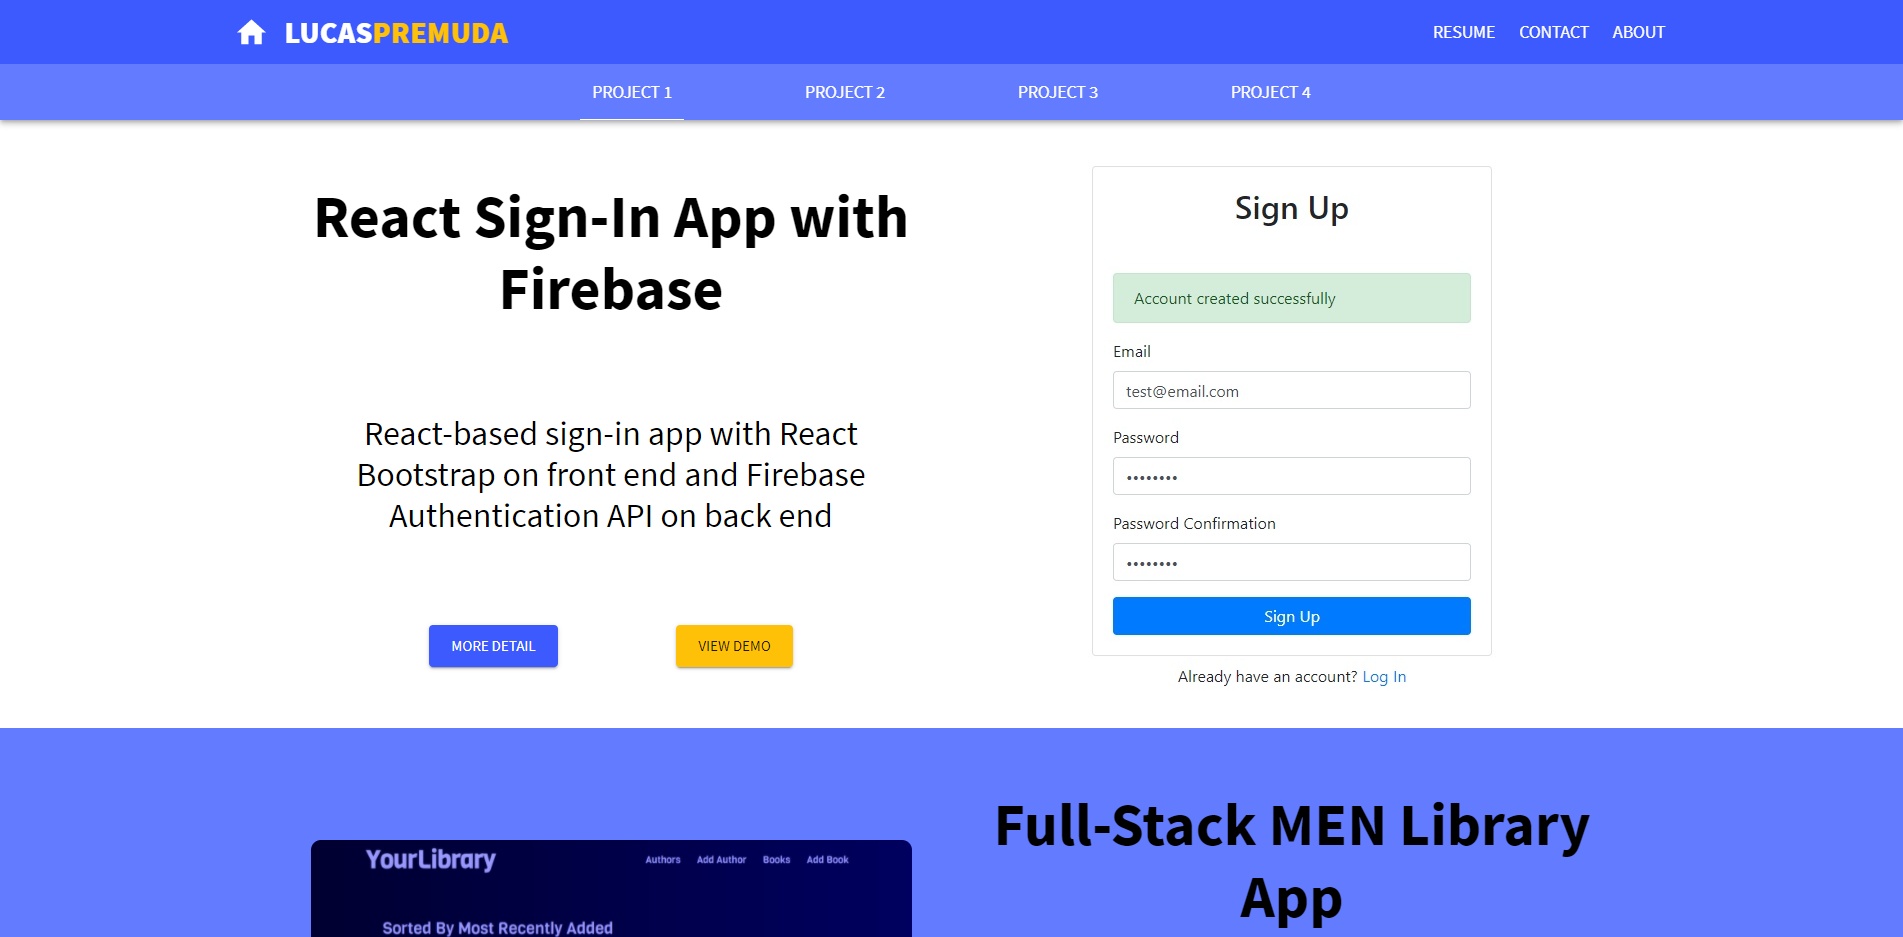 LUCASPREMUDA
RESUME CONTACT ABOUT
PROJECT 1 PROJECT 2 PROJECT 3 PROJECT 4
React Sign-In App with
Firebase
React-based sign-in app with React
Bootstrap on front end and Firebase
Authentication API on back end
MORE DETAIL VIEW DEMO
Sign Up
Account created successfully
Email
test@email.com
Password
••••••••
Password Confirmation
••••••••
Sign Up
Already have an account? Log In
YourLibrary
Authors Add Author Books Add Book
Sorted By Most Recently Added
Full-Stack MEN Library
App